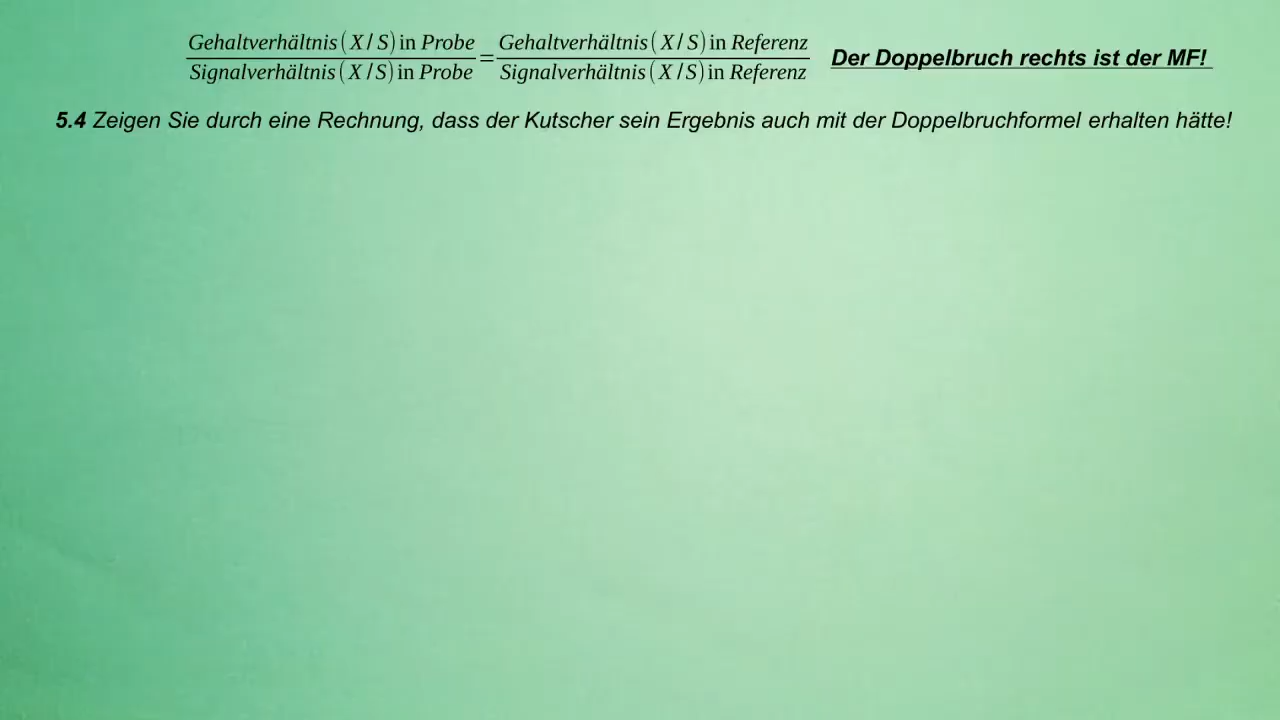 Gehaltverhältnis(X/S) in Probe / Signalverhältnis(X/S) in Probe = Gehaltverhältnis(X/S) in Referenz / Signalverhältnis(X/S) in Referenz Der Doppelbruch rechts ist der MF!
5.4 Zeigen Sie durch eine Rechnung, dass der Kutscher sein Ergebnis auch mit der Doppelbruchformel erhalten hätte!